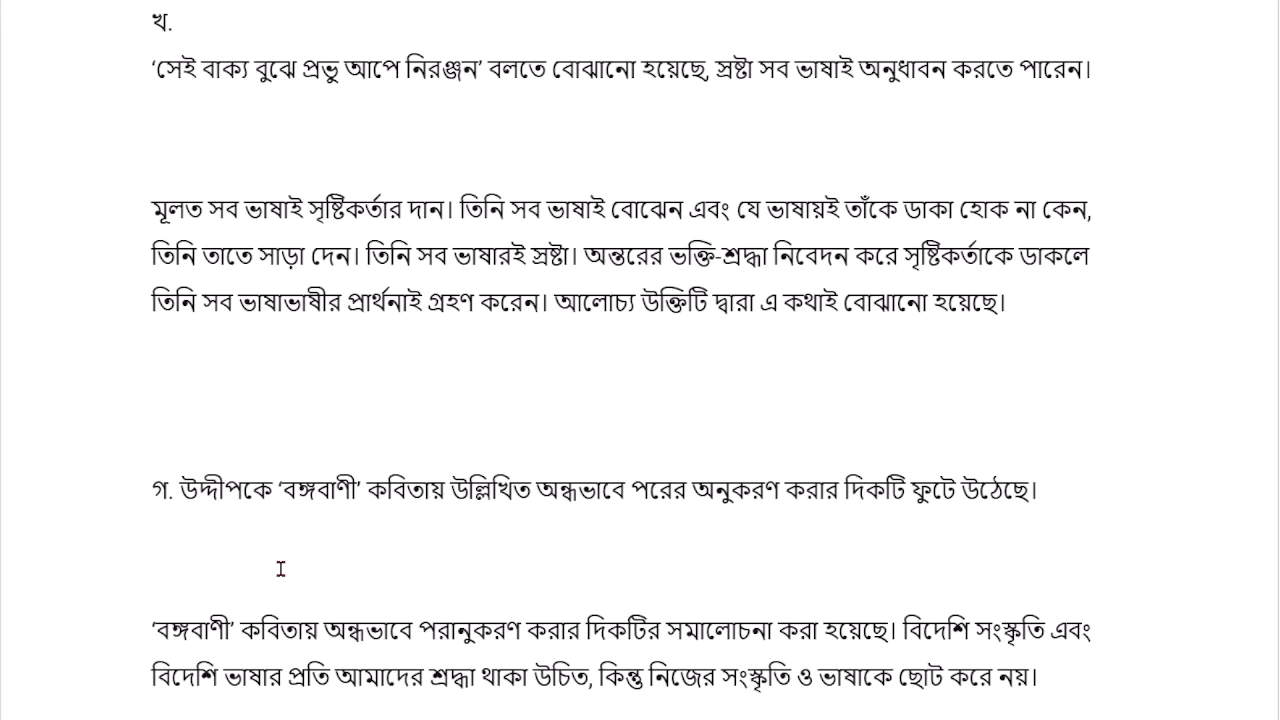 খ.
‘সেই বাক্য বুঝে প্রভু আপে নিরঞ্জন’ বলতে বোঝানো হয়েছে, স্রষ্টা সব ভাষাই অনুধাবন করতে পারেন।
মূলত সব ভাষাই সৃষ্টিকর্তার দান। তিনি সব ভাষাই বোঝেন এবং যে ভাষায়ই তাঁকে ডাকা হোক না কেন,
তিনি তাতে সাড়া দেন। তিনি সব ভাষারই স্রষ্টা। অন্তরের ভক্তি-শ্রদ্ধা নিবেদন করে সৃষ্টিকর্তাকে ডাকলে
তিনি সব ভাষাভাষীর প্রার্থনাই গ্রহণ করেন। আলোচ্য উক্তিটি দ্বারা এ কথাই বোঝানো হয়েছে।
গ. উদ্দীপকে ‘বঙ্গবাণী’ কবিতায় উল্লিখিত অন্ধভাবে পরের অনুকরণ করার দিকটি ফুটে উঠেছে।
‘বঙ্গবাণী’ কবিতায় অন্ধভাবে পরানুকরণ করার দিকটির সমালোচনা করা হয়েছে। বিদেশি সংস্কৃতি এবং
বিদেশি ভাষার প্রতি আমাদের শ্রদ্ধা থাকা উচিত, কিন্তু নিজের সংস্কৃতি ও ভাষাকে ছোট করে নয়।